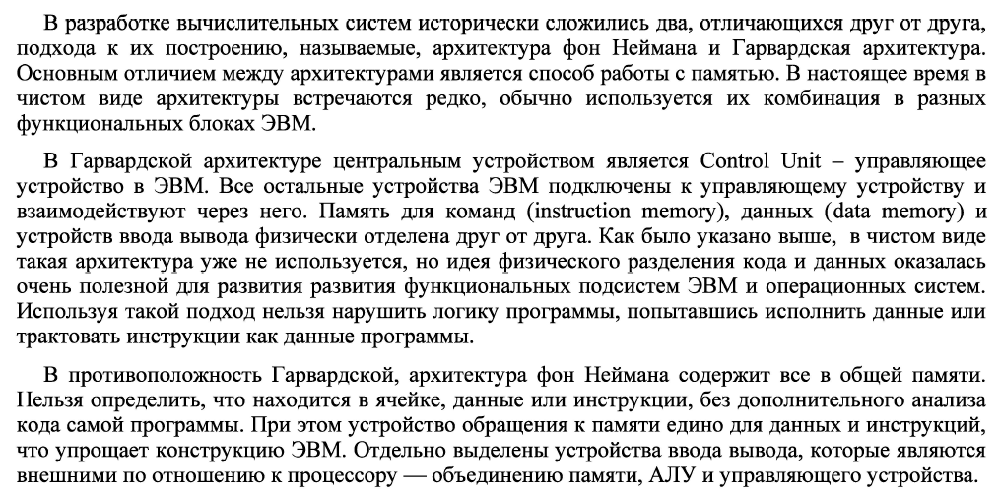 В разработке вычислительных систем исторически сложились два, отличающихся друг от друга,
подхода к их построению, называемые, архитектура фон Неймана и Гарвардская архитектура.
Основным отличием между архитектурами является способ работы с памятью. В настоящее время в
чистом виде архитектуры встречаются редко, обычно используется их комбинация в разных
функциональных блоках ЭВМ.
В Гарвардской архитектуре центральным устройством является Control Unit – управляющее
устройство в ЭВМ. Все остальные устройства ЭВМ подключены к управляющему устройству и
взаимодействуют через него. Память для команд (instruction memory), данных (data memory) и
устройств ввода вывода физически отделена друг от друга. Как было указано выше, в чистом виде
такая архитектура уже не используется, но идея физического разделения кода и данных оказалась
очень полезной для развития развития функциональных подсистем ЭВМ и операционных систем.
Используя такой подход нельзя нарушить логику программы, попытавшись исполнить данные или
трактовать инструкции как данные программы.
В противоположность Гарвардской, архитектура фон Неймана содержит все в общей памяти.
Нельзя определить, что находится в ячейке, данные или инструкции, без дополнительного анализа
кода самой программы. При этом устройство обращения к памяти едино для данных и инструкций,
что упрощает конструкцию ЭВМ. Отдельно выделены устройства ввода вывода, которые являются
внешними по отношению к процессору — объединению памяти, АЛУ и управляющего устройства.